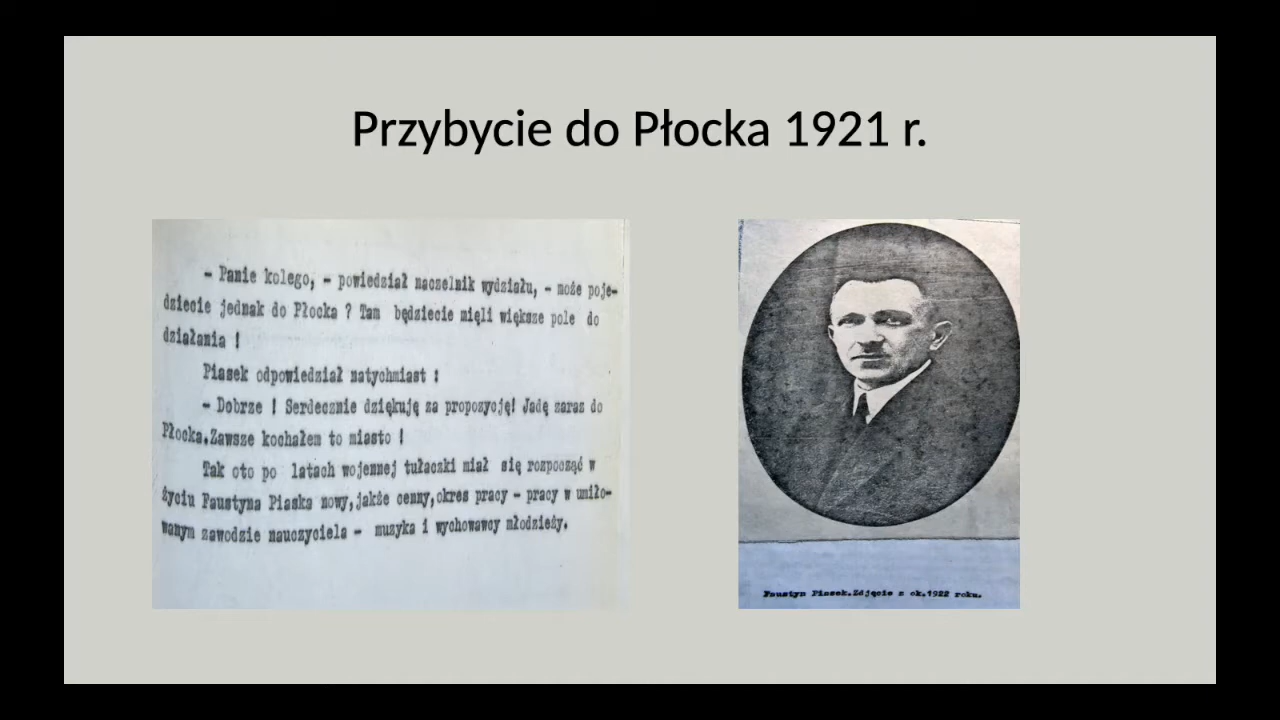 Przybycie do Płocka 1921 r.
- Panie kolego, - powiedział naczelnik wydziału, - może poje-
dziecie jednak do Płocka ? Tam będziecie mięli większe pole do
działania !
Piasek odpowiedział natychmiast :
- Dobrze ! Serdecznie dziękuję za propozycję! Jadę zaraz do
Płocka.Zawsze kochałem to miasto !
Tak oto po latach wojennej tułaczki miał się rozpocząć w
życiu Faustyna Piaska nowy,jakże cenny,okres pracy - pracy w umiło-
wanym zawodzie nauczyciela - muzyka i wychowawcy młodzieży.
Faustyn Piasek.Zdjęcie z ok.1922 roku.